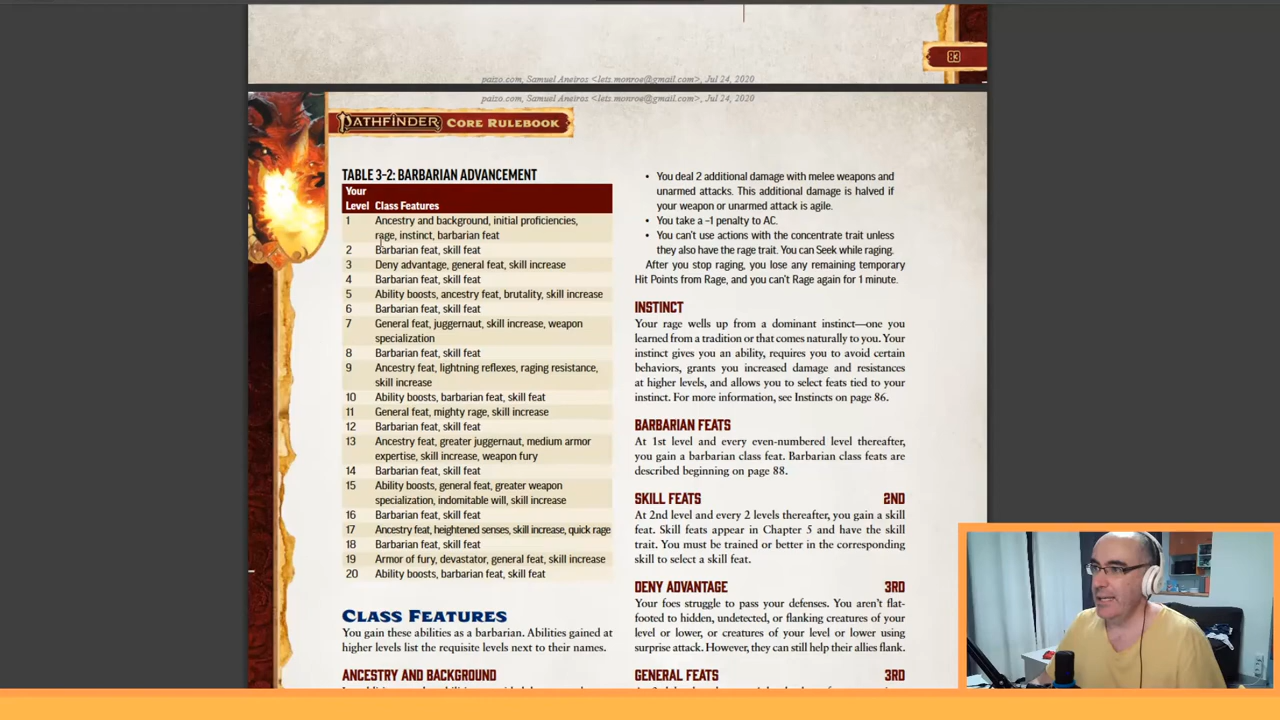 83
paizo.com, Samuel Aneiros <lets.monroe@gmail.com>, Jul 24, 2020
paizo.com, Samuel Aneiros <lets.monroe@gmail.com>, Jul 24, 2020
PATHFINDER CORE RULEBOOK
TABLE 3-2: BARBARIAN ADVANCEMENT
Your
Level Class Features
1 Ancestry and background, initial proficiencies,
rage, instinct, barbarian feat
2 Barbarian feat, skill feat
3 Deny advantage, general feat, skill increase
4 Barbarian feat, skill feat
5 Ability boosts, ancestry feat, brutality, skill increase
6 Barbarian feat, skill feat
7 General feat, juggernaut, skill increase, weapon
specialization
8 Barbarian feat, skill feat
9 Ancestry feat, lightning reflexes, raging resistance,
skill increase
10 Ability boosts, barbarian feat, skill feat
11 General feat, mighty rage, skill increase
12 Barbarian feat, skill feat
13 Ancestry feat, greater juggernaut, medium armor
expertise, skill increase, weapon fury
14 Barbarian feat, skill feat
15 Ability boosts, general feat, greater weapon
specialization, indomitable will, skill increase
16 Barbarian feat, skill feat
17 Ancestry feat, heightened senses, skill increase, quick rage
18 Barbarian feat, skill feat
19 Armor of fury, devastator, general feat, skill increase
20 Ability boosts, barbarian feat, skill feat
CLASS FEATURES
You gain these abilities as a barbarian. Abilities gained at
higher levels list the requisite levels next to their names.
ANCESTRY AND BACKGROUND
• You deal 2 additional damage with melee weapons and
unarmed attacks. This additional damage is halved if
your weapon or unarmed attack is agile.
• You take a –1 penalty to AC.
• You can't use actions with the concentrate trait unless
they also have the rage trait. You can Seek while raging.
After you stop raging, you lose any remaining temporary
Hit Points from Rage, and you can't Rage again for 1 minute.
INSTINCT
Your rage wells up from a dominant instinct—one you
learned from a tradition or that comes naturally to you. Your
instinct gives you an ability, requires you to avoid certain
behaviors, grants you increased damage and resistances
at higher levels, and allows you to select feats tied to your
instinct. For more information, see Instincts on page 86.
BARBARIAN FEATS
At 1st level and every even-numbered level thereafter,
you gain a barbarian class feat. Barbarian class feats are
described beginning on page 88.
SKILL FEATS 2ND
At 2nd level and every 2 levels thereafter, you gain a skill
feat. Skill feats appear in Chapter 5 and have the skill
trait. You must be trained or better in the corresponding
skill to select a skill feat.
DENY ADVANTAGE 3RD
Your foes struggle to pass your defenses. You aren't flat-
footed to hidden, undetected, or flanking creatures of your
level or lower, or creatures of your level or lower using
surprise attack. However, they can still help their allies flank.
GENERAL FEATS 3RD